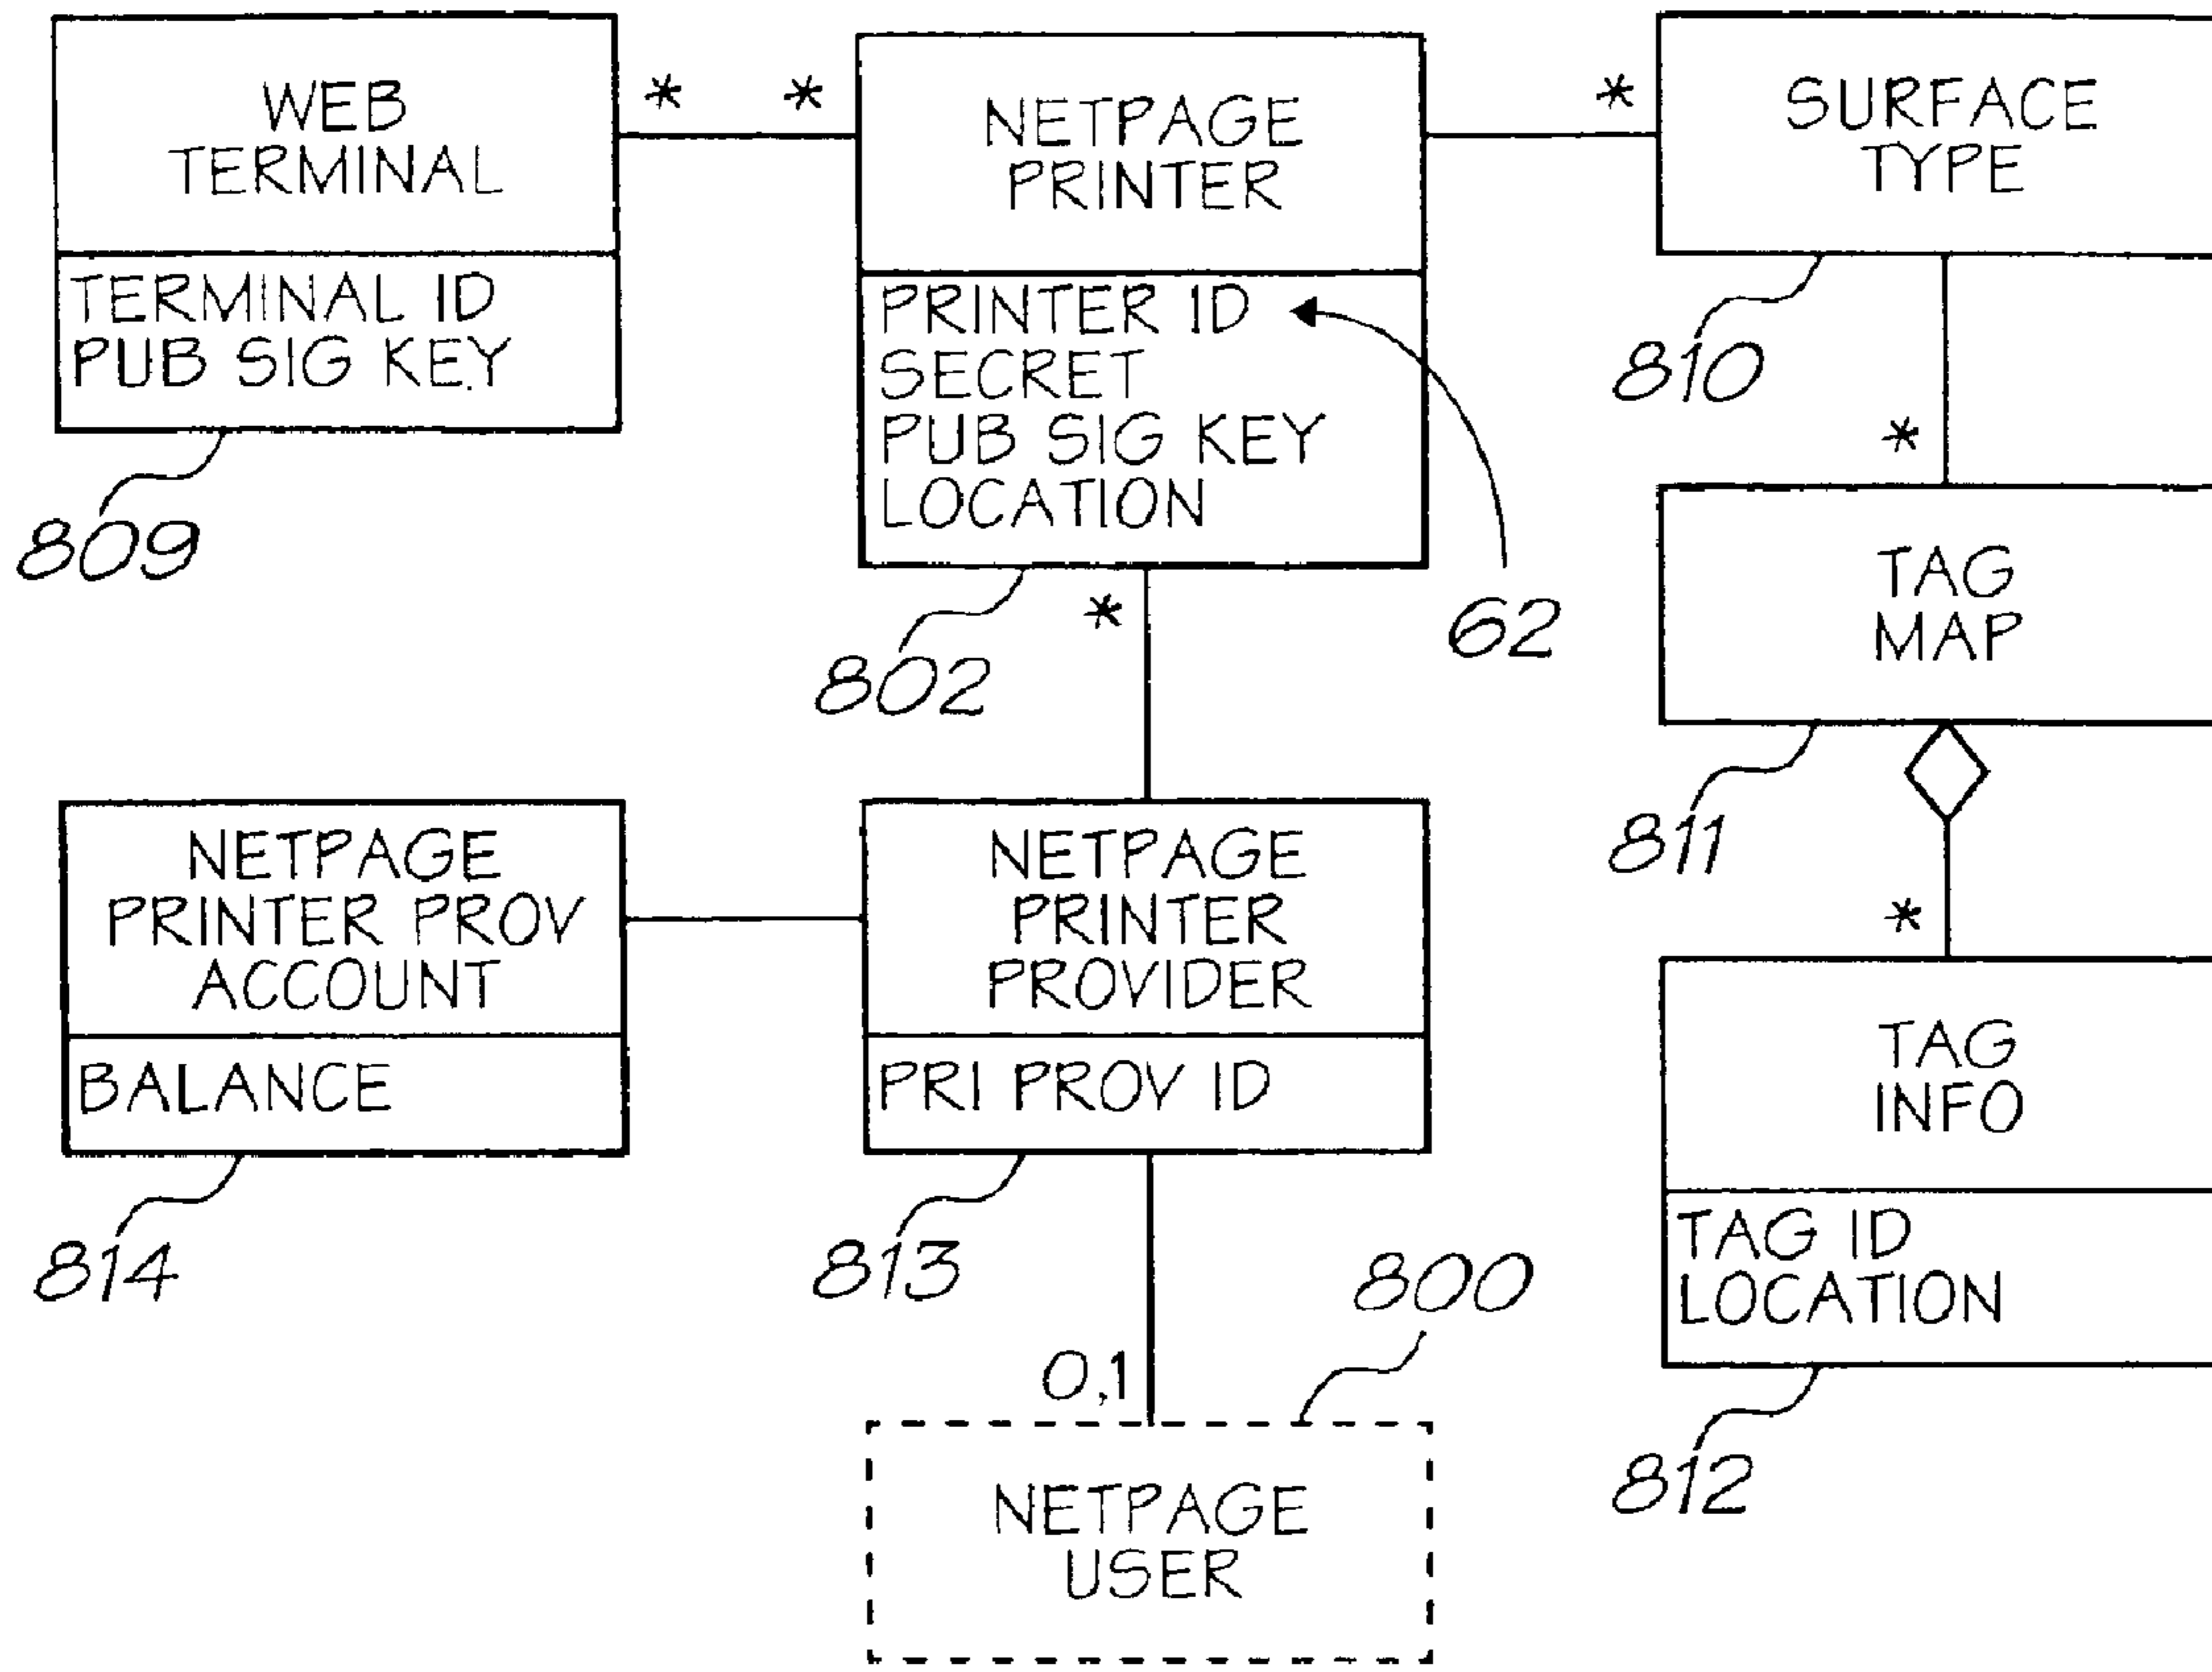 WEB
TERMINAL
TERMINAL ID
PUB SIG KEY
809
*
*
NETPAGE
PRINTER
PRINTER ID
SECRET
PUB SIG KEY
LOCATION
802
62
*
*
SURFACE
TYPE
810
*
TAG
MAP
811
*
TAG
INFO
TAG ID
LOCATION
812
NETPAGE
PRINTER PROV
ACCOUNT
BALANCE
814
NETPAGE
PRINTER
PROVIDER
PRI PROV ID
813
800
0,1
NETPAGE
USER